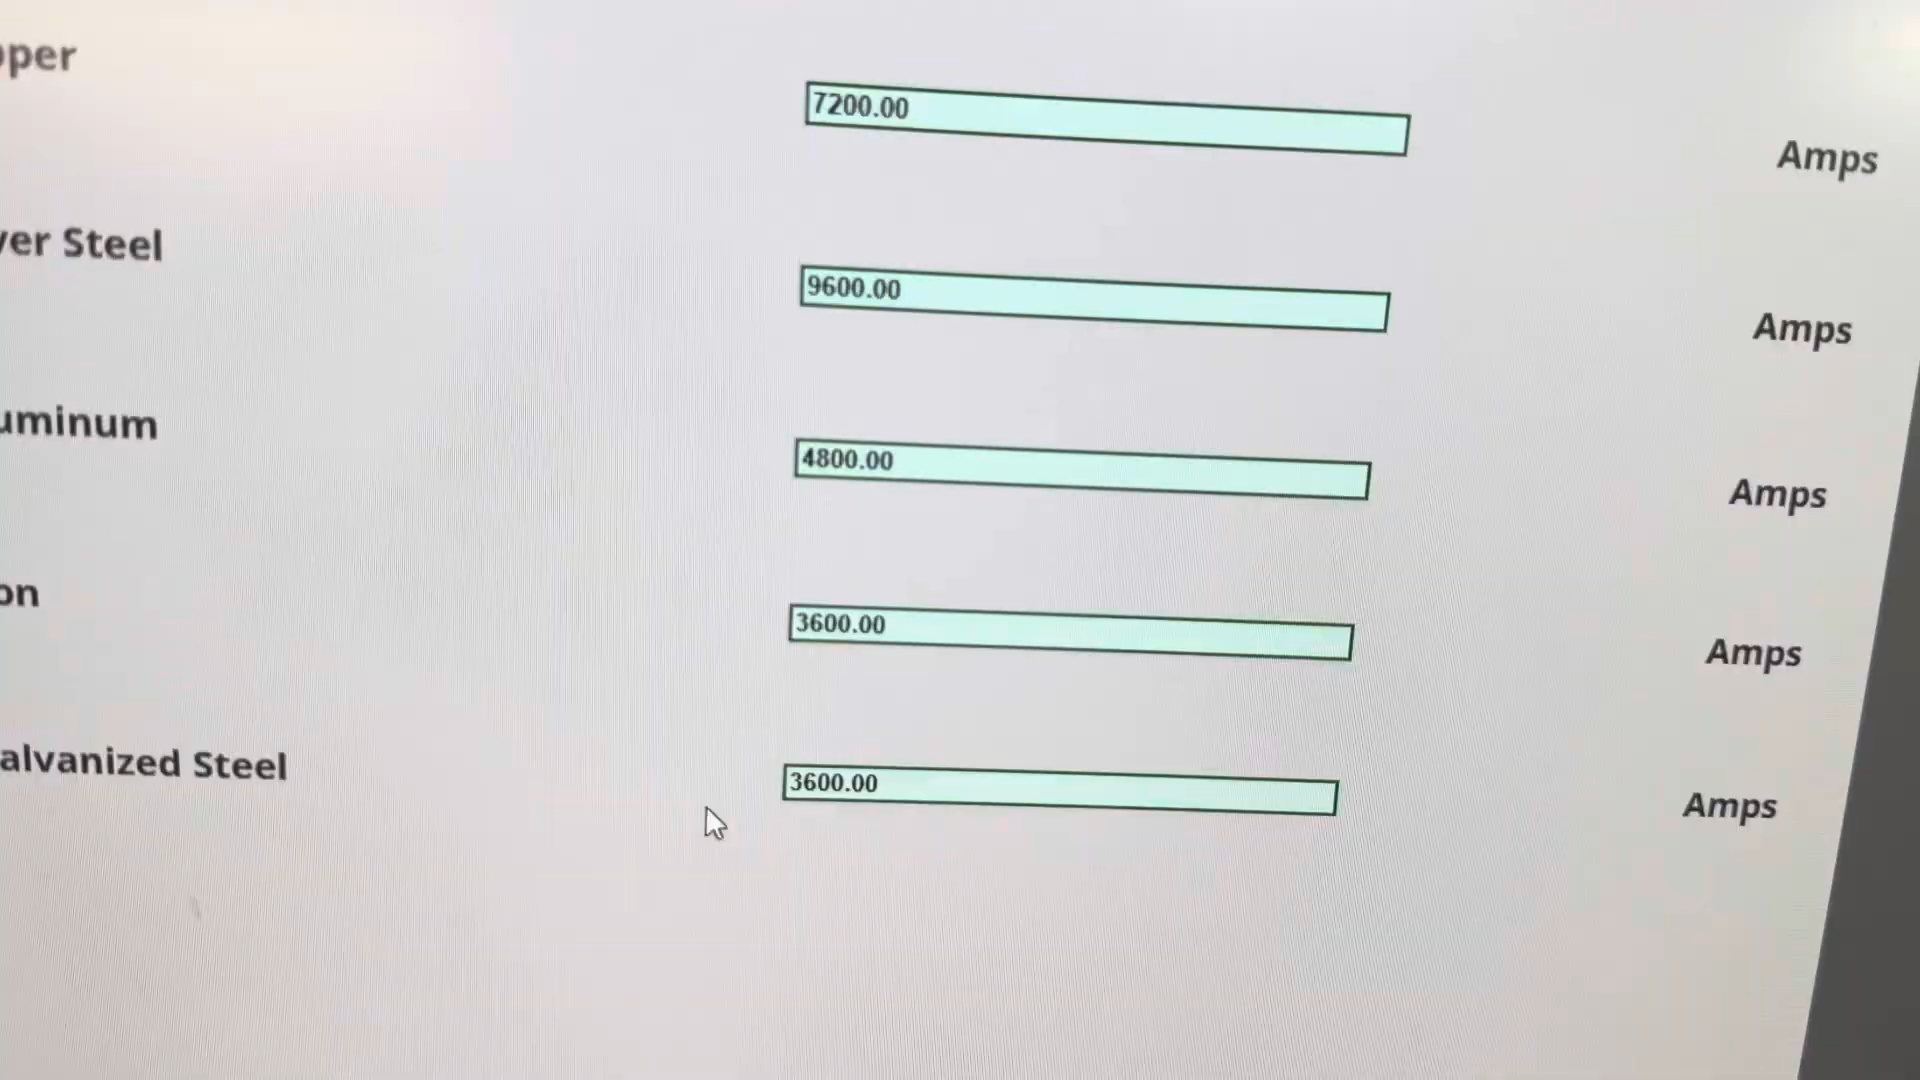 pper 7200.00 Amps
ver Steel 9600.00 Amps
uminum 4800.00 Amps
on 3600.00 Amps
alvanized Steel 3600.00 Amps